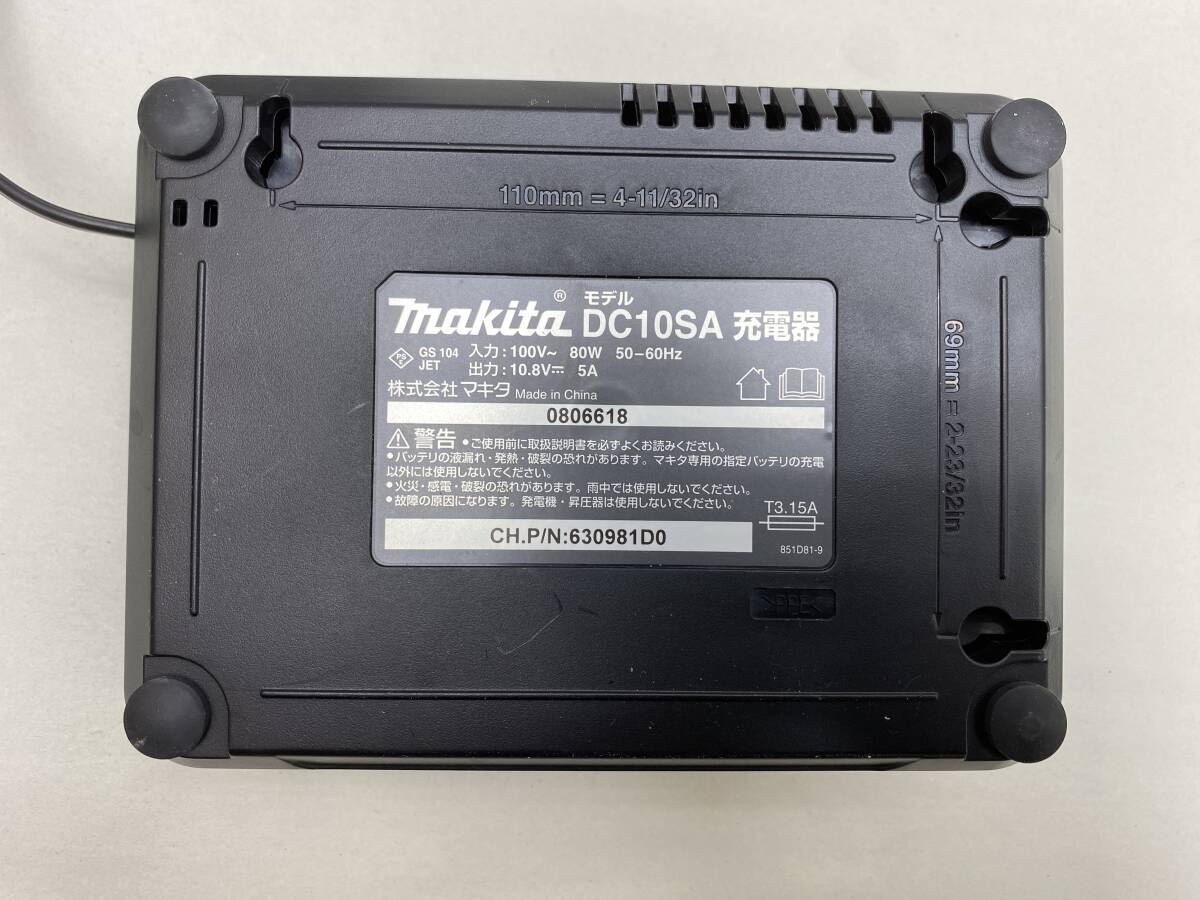 110mm = 4-11/32in
69mm = 2-23/32in
makita ® モデル DC10SA 充電器
PS E GS 104 JET
入力:100V~ 80W 50-60Hz
出力:10.8V⎓ 5A
株式会社マキタ Made in China
0806618
⚠警告 •ご使用前に取扱説明書を必ずよくお読みください。
•バッテリの液漏れ・発熱・破裂の恐れがあります。マキタ専用の指定バッテリの充電
以外には使用しないでください。
•火災・感電・破裂の恐れがあります。雨中では使用しないでください。
•故障の原因になります。発電機・昇圧器は使用しないでください。
T3.15A
CH.P/N:630981D0
851D81-9
>PPE<